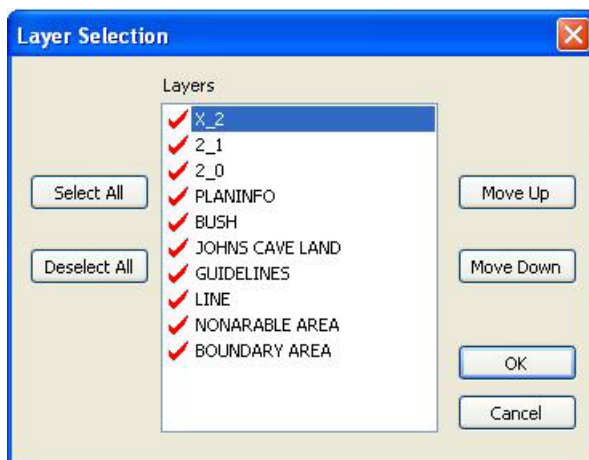 Layer Selection
Layers
X_2
2_1
2_0
PLANINFO
BUSH
JOHNS CAVE LAND
GUIDELINES
LINE
NONARABLE AREA
BOUNDARY AREA
Select All
Deselect All
Move Up
Move Down
OK
Cancel